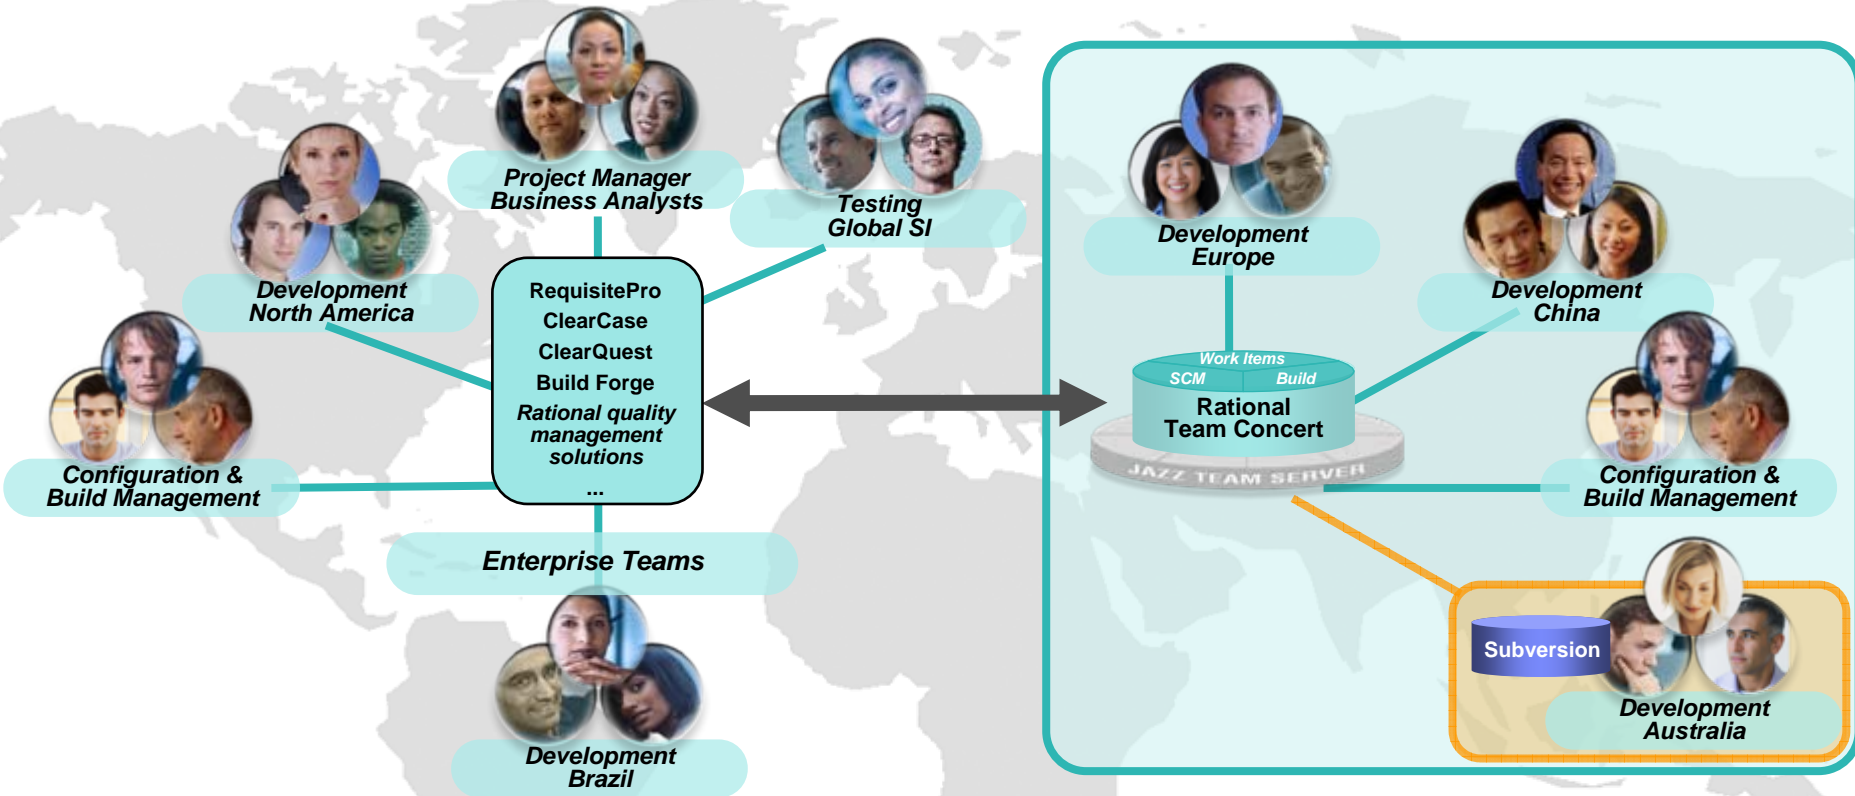 Project Manager
Business Analysts
Testing
Global SI
Development
North America
Configuration &
Build Management
RequisitePro
ClearCase
ClearQuest
Build Forge
Rational quality
management
solutions
...
Enterprise Teams
Development
Brazil
Development
Europe
Development
China
Work Items
SCM
Build
Rational
Team Concert
JAZZ TEAM SERVER
Configuration &
Build Management
Subversion
Development
Australia